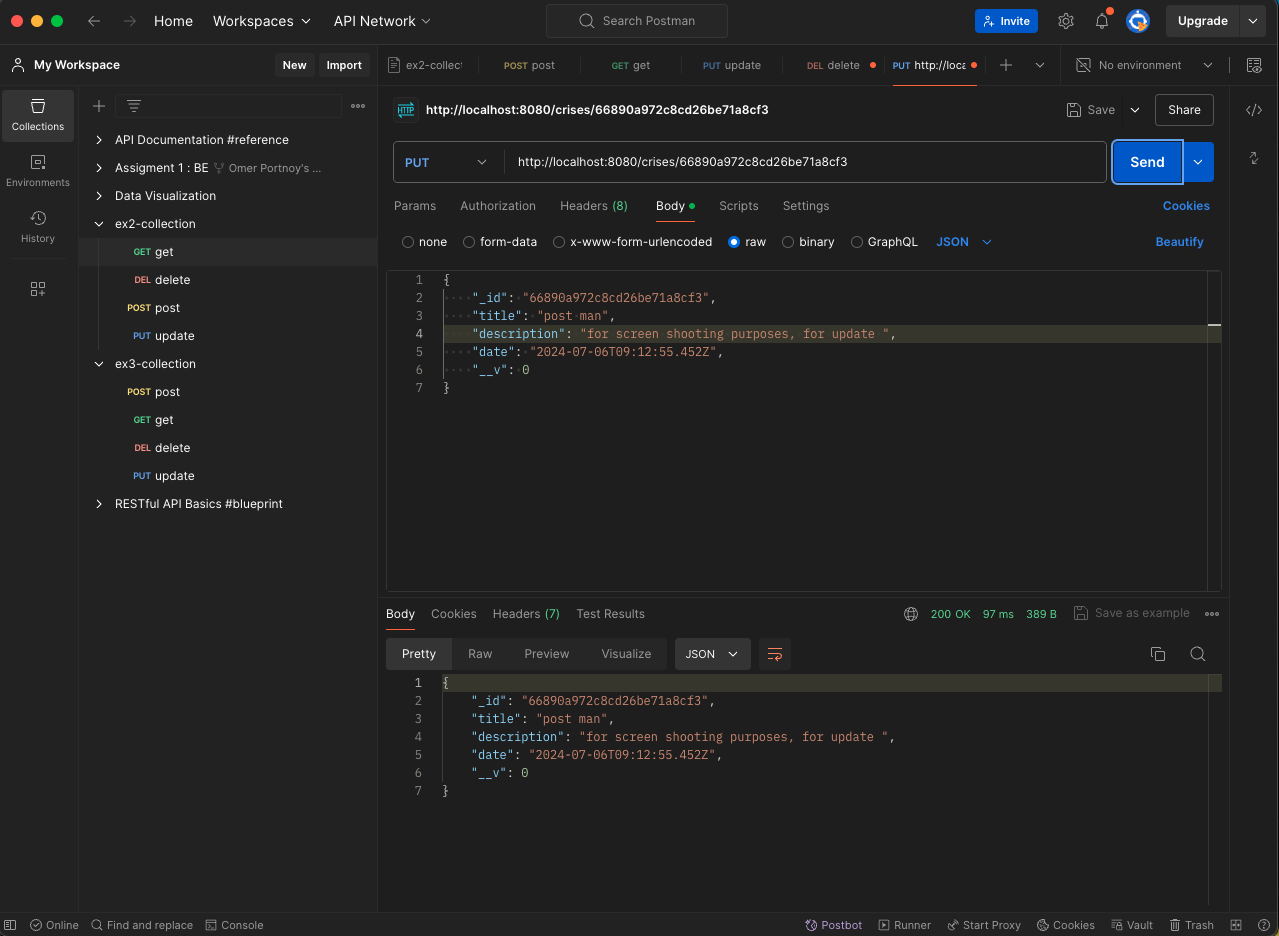 Home Workspaces API Network Search Postman Invite Upgrade
My Workspace New Import ex2-collect POST post GET get PUT update DEL delete PUT http://loca No environment
Collections
Environments
History
API Documentation #reference
Assigment 1 : BE Omer Portnoy's ...
Data Visualization
ex2-collection
GET get
DEL delete
POST post
PUT update
ex3-collection
POST post
GET get
DEL delete
PUT update
RESTful API Basics #blueprint
HTTP http://localhost:8080/crises/66890a972c8cd26be71a8cf3 Save Share
PUT http://localhost:8080/crises/66890a972c8cd26be71a8cf3 Send
Params Authorization Headers (8) Body Scripts Settings Cookies
none form-data x-www-form-urlencoded raw binary GraphQL JSON Beautify
1 {
2 "_id": "66890a972c8cd26be71a8cf3",
3 "title": "post man",
4 "description": "for screen shooting purposes, for update ",
5 "date": "2024-07-06T09:12:55.452Z",
6 "__v": 0
7 }
Body Cookies Headers (7) Test Results 200 OK 97 ms 389 B Save as example
Pretty Raw Preview Visualize JSON
1 {
2 "_id": "66890a972c8cd26be71a8cf3",
3 "title": "post man",
4 "description": "for screen shooting purposes, for update ",
5 "date": "2024-07-06T09:12:55.452Z",
6 "__v": 0
7 }
Online Find and replace Console Postbot Runner Start Proxy Cookies Vault Trash